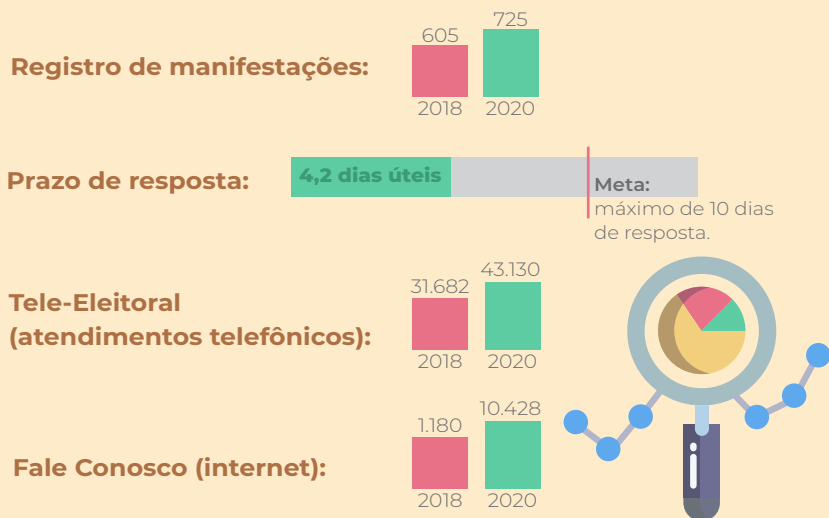 Registro de manifestações:
605
725
2018
2020
Prazo de resposta:
4,2 dias úteis
Meta:
máximo de 10 dias
de resposta.
Tele-Eleitoral
(atendimentos telefônicos):
31.682
43.130
2018
2020
Fale Conosco (internet):
1.180
10.428
2018
2020